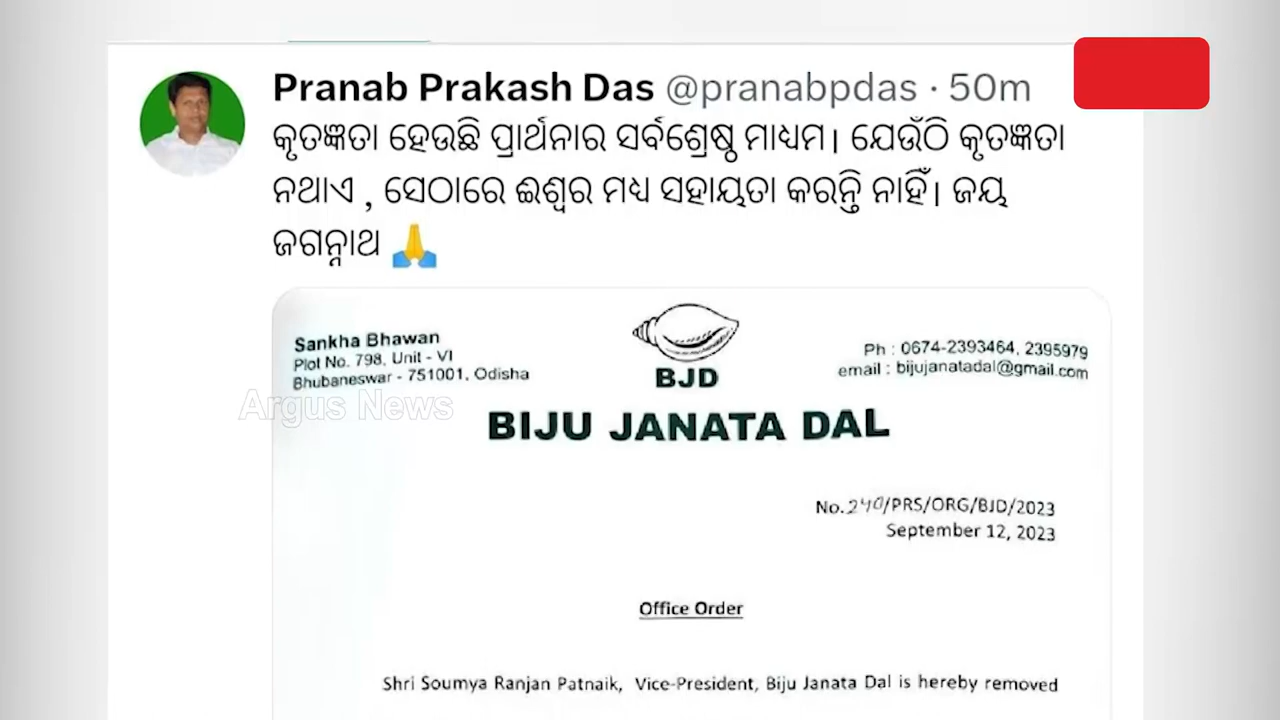 Pranab Prakash Das @pranabpdas · 50m
କୃତଜ୍ଞତା ହେଉଛି ପ୍ରାର୍ଥନାର ସର୍ବଶ୍ରେଷ୍ଠ ମାଧ୍ୟମ। ଯେଉଁଠି କୃତଜ୍ଞତା
ନଥାଏ , ସେଠାରେ ଈଶ୍ୱର ମଧ୍ୟ ସହାୟତା କରନ୍ତି ନାହିଁ। ଜୟ
ଜଗନ୍ନାଥ 🙏
Sankha Bhawan
Plot No. 798, Unit - VI
Bhubaneswar - 751001, Odisha
BJD
Ph : 0674-2393464, 2395979
email : bijujanatadal@gmail.com
Argus News
BIJU JANATA DAL
No.240/PRS/ORG/BJD/2023
September 12, 2023
Office Order
Shri Soumya Ranjan Patnaik, Vice-President, Biju Janata Dal is hereby removed